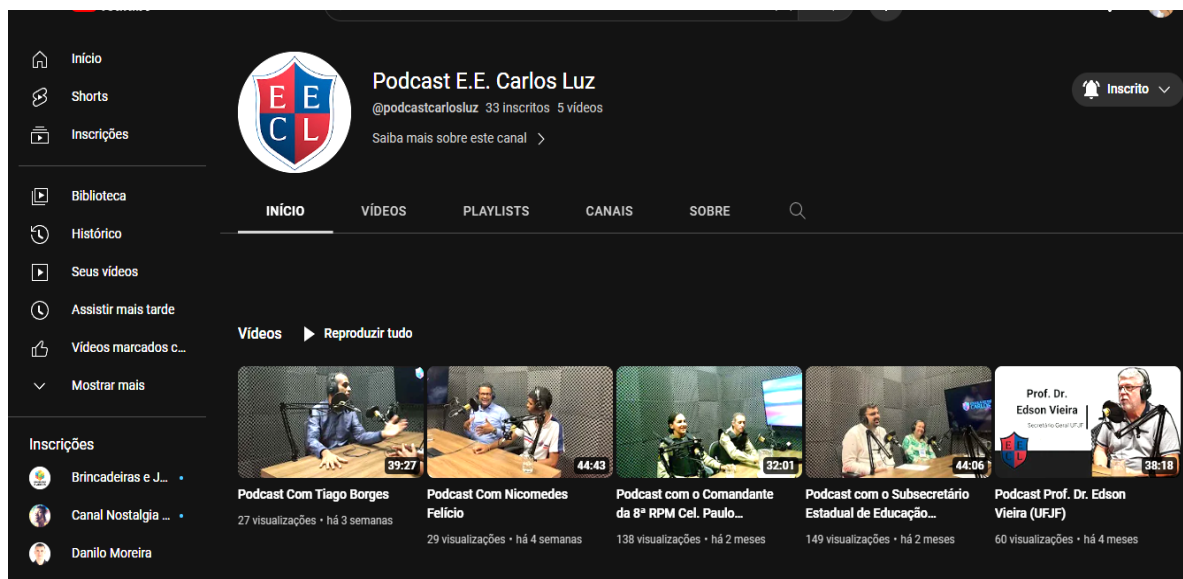 Início
Shorts
Inscrições
Biblioteca
Histórico
Seus vídeos
Assistir mais tarde
Vídeos marcados c...
Mostrar mais
Inscrições
Brincadeiras e J...
Canal Nostalgia ...
Danilo Moreira
E E
C L
Podcast E.E. Carlos Luz
@podcastcarlosluz 33 inscritos 5 vídeos
Saiba mais sobre este canal
Inscrito
INÍCIO VÍDEOS PLAYLISTS CANAIS SOBRE
Vídeos Reproduzir tudo
39:27
Podcast Com Tiago Borges
27 visualizações • há 3 semanas
44:43
Podcast Com Nicomedes
Felício
29 visualizações • há 4 semanas
32:01
Podcast com o Comandante
da 8ª RPM Cel. Paulo...
138 visualizações • há 2 meses
44:06
Podcast com o Subsecretário
Estadual de Educação...
149 visualizações • há 2 meses
Prof. Dr.
Edson Vieira
Secretário Geral UFJF
38:18
Podcast Prof. Dr. Edson
Vieira (UFJF)
60 visualizações • há 4 meses